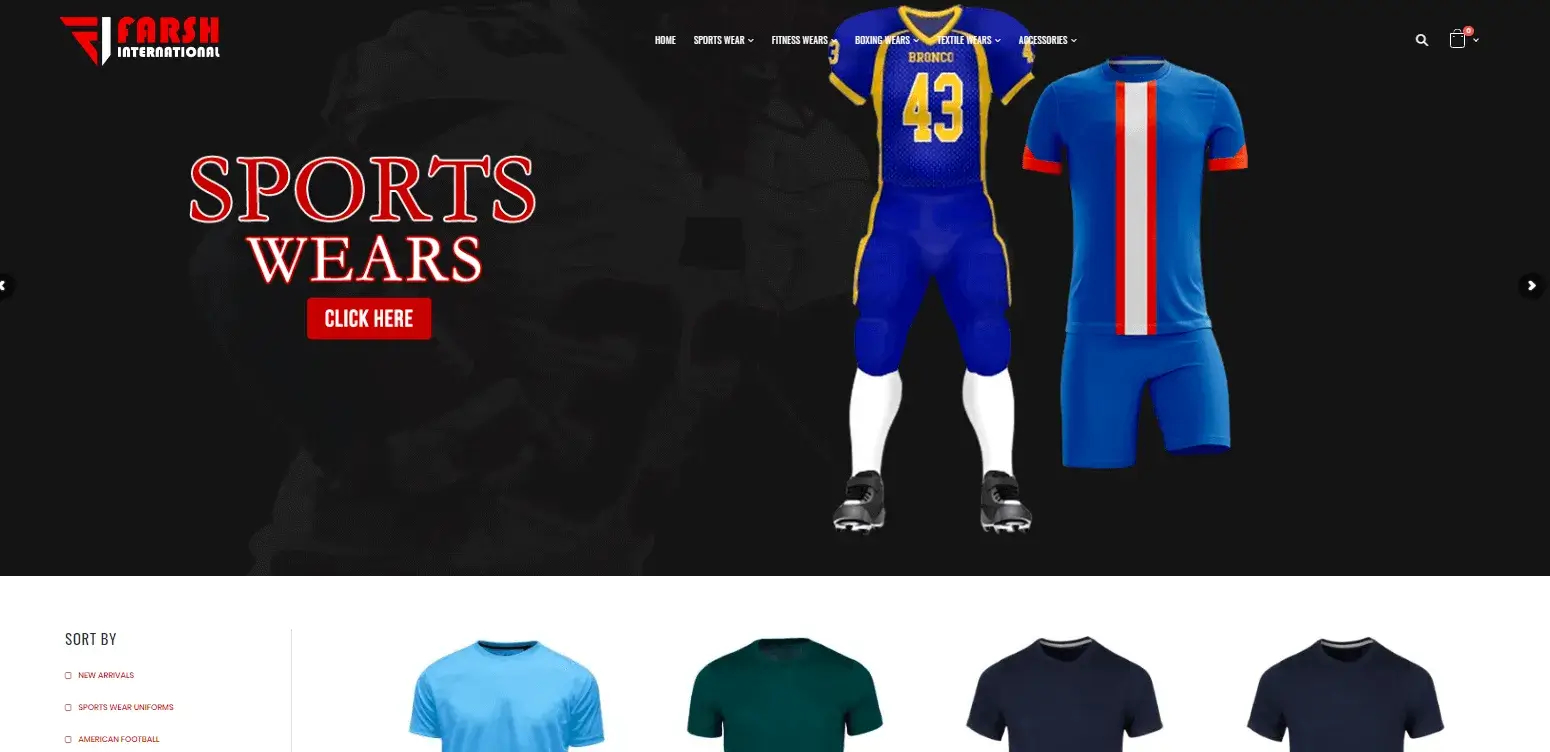 FARSH
INTERNATIONAL
HOME SPORTS WEAR FITNESS WEARS BOXING WEARS TEXTILE WEARS ACCESSORIES
0
3 4
BRONCO
43
SPORTS
WEARS
CLICK HERE
SORT BY
NEW ARRIVALS
SPORTS WEAR UNIFORMS
AMERICAN FOOTBALL